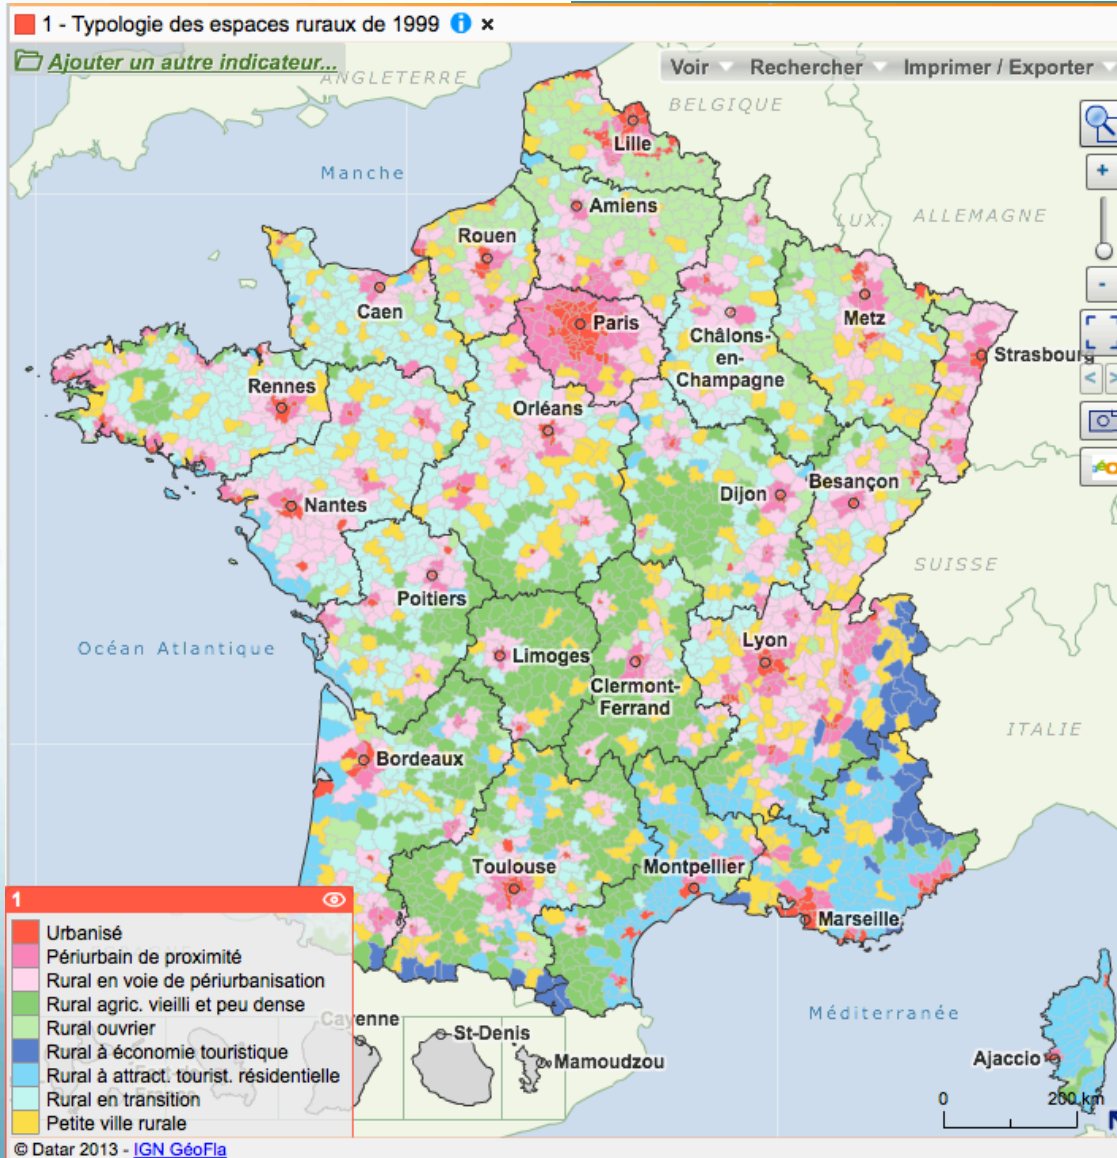 1 - Typologie des espaces ruraux de 1999
Ajouter un autre indicateur...
Voir Rechercher Imprimer / Exporter
ANGLETERRE
BELGIQUE
Lille
Manche
Amiens
LUX.
ALLEMAGNE
Rouen
Caen
Paris
Châlons-
en-
Champagne
Metz
Strasbourg
Rennes
Orléans
Nantes
Dijon
Besançon
SUISSE
Poitiers
Océan Atlantique
Limoges
Clermont-
Ferrand
Lyon
ITALIE
Bordeaux
Toulouse
Montpellier
Marseille
1
Urbanisé
Périurbain de proximité
Rural en voie de périurbanisation
Rural agric. vieilli et peu dense
Rural ouvrier
Rural à économie touristique
Rural à attract. tourist. résidentielle
Rural en transition
Petite ville rurale
Cayenne
St-Denis
Mamoudzou
Méditerranée
Ajaccio
0 200 km
© Datar 2013 - IGN GéoFla